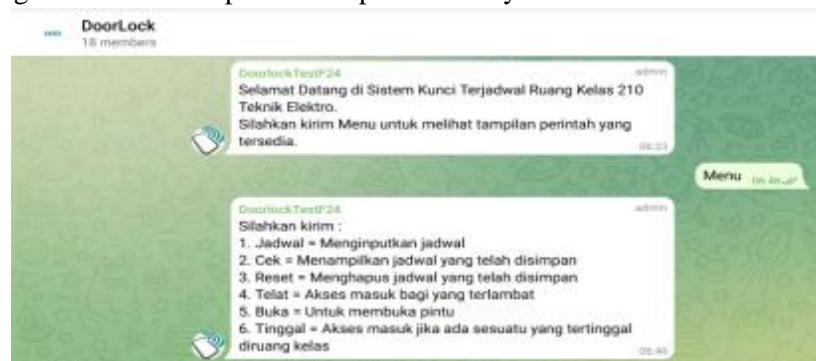 DoorLock
18 members
DoorlockTestF24 admin
Selamat Datang di Sistem Kunci Terjadwal Ruang Kelas 210
Teknik Elektro.
Silahkan kirim Menu untuk melihat tampilan perintah yang
tersedia.
Menu
DoorlockTestF24 admin
Silahkan kirim :
1. Jadwal = Menginputkan jadwal
2. Cek = Menampilkan jadwal yang telah disimpan
3. Reset = Menghapus jadwal yang telah disimpan
4. Telat = Akses masuk bagi yang terlambat
5. Buka = Untuk membuka pintu
6. Tinggal = Akses masuk jika ada sesuatu yang tertinggal
diruang kelas